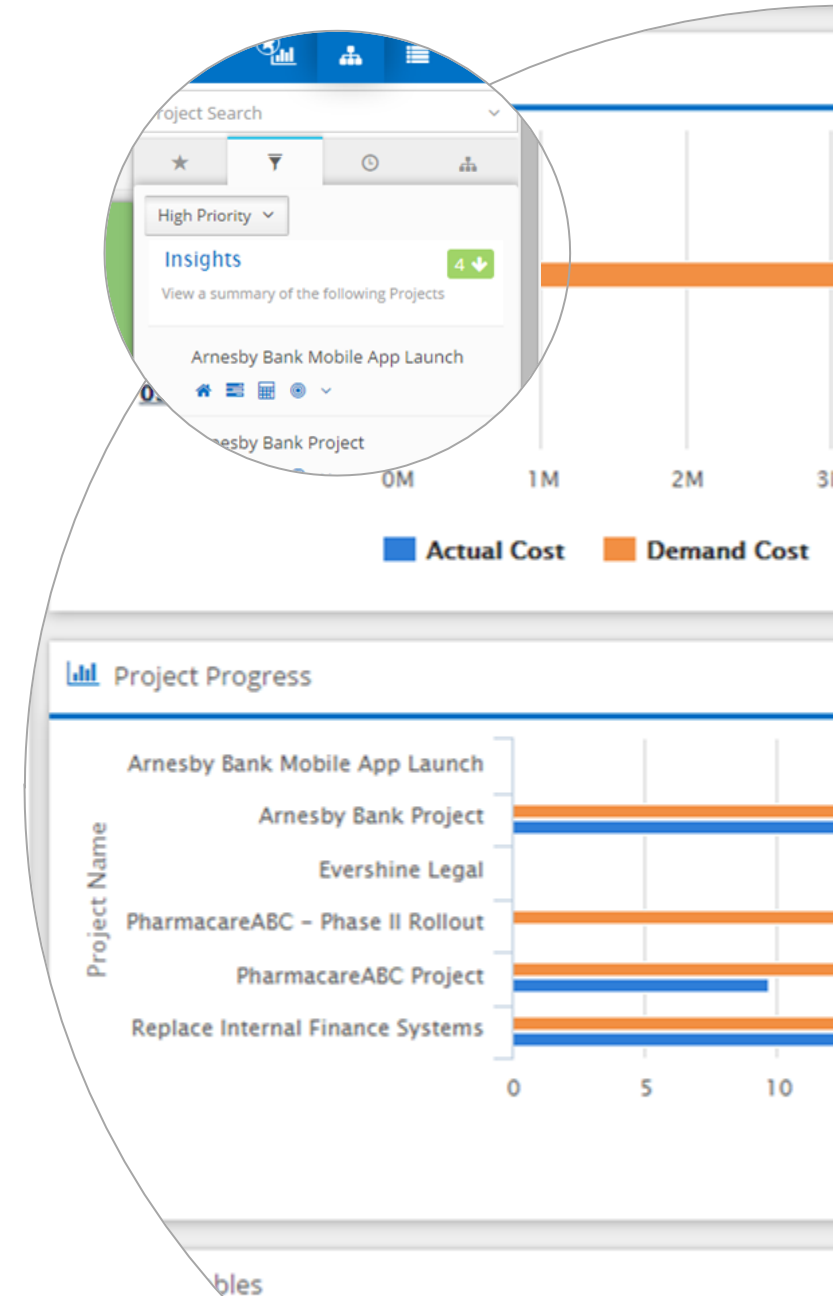 roject Search
High Priority
Insights
4
View a summary of the following Projects
Arnesby Bank Mobile App Launch
nesby Bank Project
0M 1M 2M
Actual Cost Demand Cost
Project Progress
Project Name
Arnesby Bank Mobile App Launch
Arnesby Bank Project
Evershine Legal
PharmacareABC – Phase II Rollout
PharmacareABC Project
Replace Internal Finance Systems
0 5 10
bles